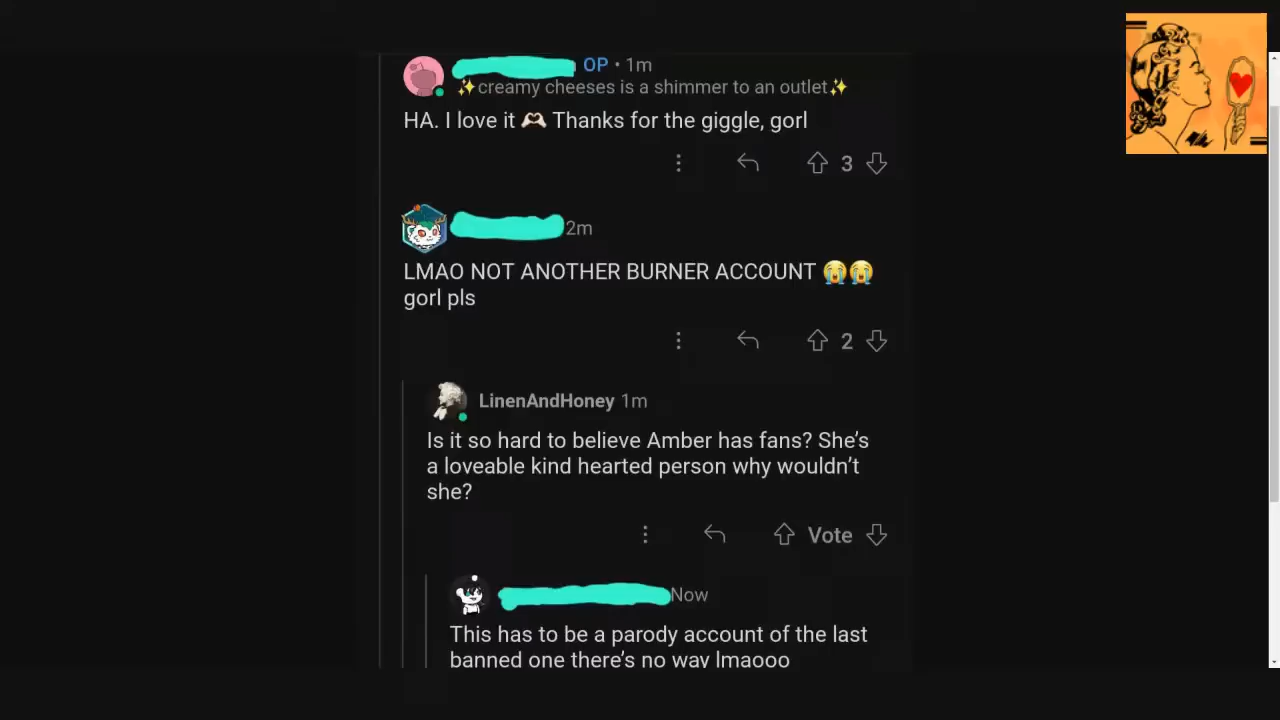 OP • 1m
✨creamy cheeses is a shimmer to an outlet✨
HA. I love it 🫶🏻 Thanks for the giggle, gorl
3
2m
LMAO NOT ANOTHER BURNER ACCOUNT 😭😭
gorl pls
2
LinenAndHoney 1m
Is it so hard to believe Amber has fans? She's
a loveable kind hearted person why wouldn't
she?
Vote
Now
This has to be a parody account of the last
banned one there's no way lmaooo